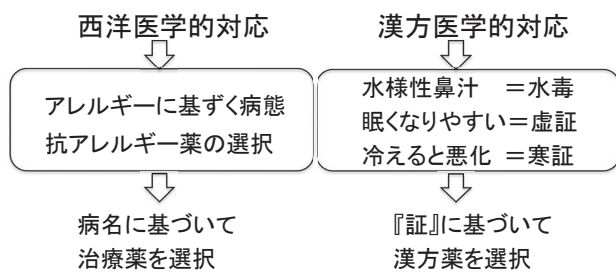 西洋医学的対応
アレルギーに基ずく病態
抗アレルギー薬の選択
病名に基づいて
治療薬を選択
漢方医学的対応
水様性鼻汁 ＝水毒
眠くなりやすい＝虚証
冷えると悪化 ＝寒証
『証』に基づいて
漢方薬を選択